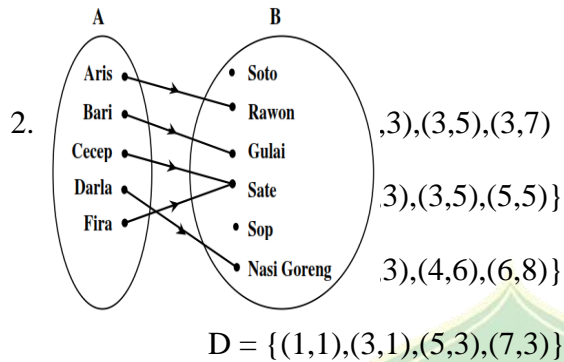 A B
Aris Soto
2. Bari Rawon ,3),(3,5),(3,7)
Cecep Gulai
Darla Sate 3),(3,5),(5,5)}
Fira Sop
Nasi Goreng 3),(4,6),(6,8)}
D = {(1,1),(3,1),(5,3),(7,3)}